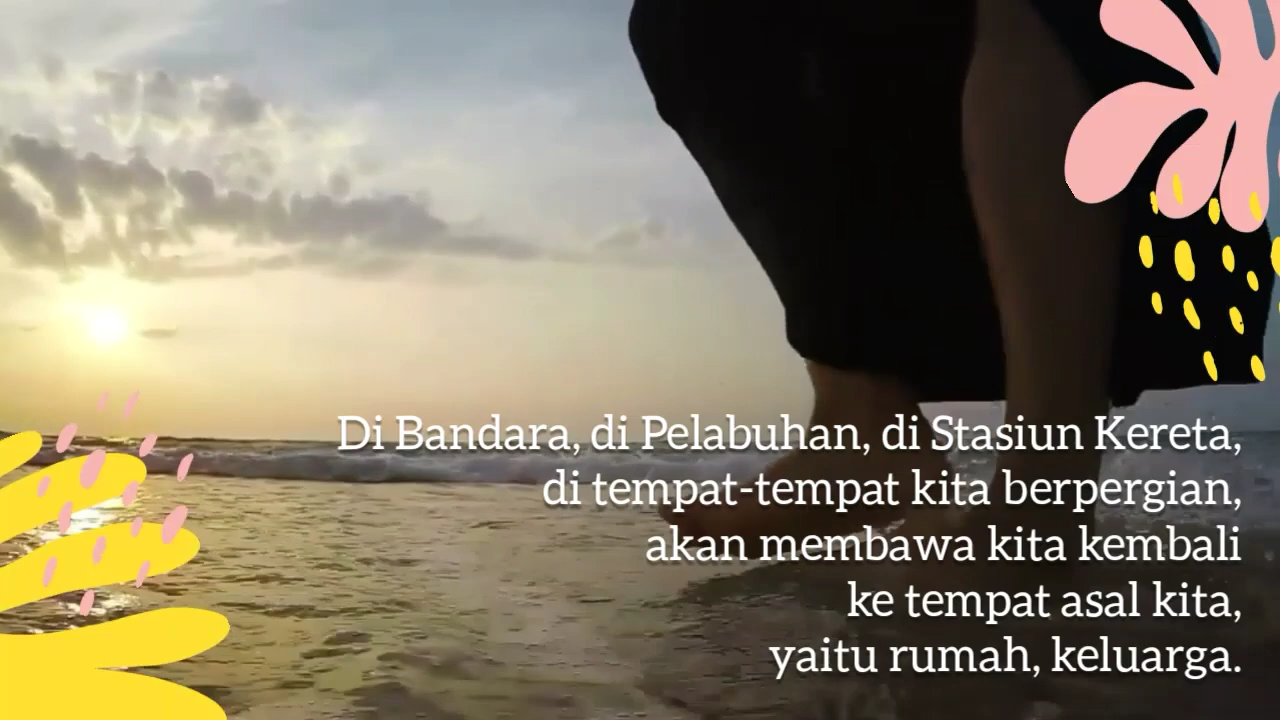 Di Bandara, di Pelabuhan, di Stasiun Kereta,
di tempat-tempat kita berpergian,
akan membawa kita kembali
ke tempat asal kita,
yaitu rumah, keluarga.